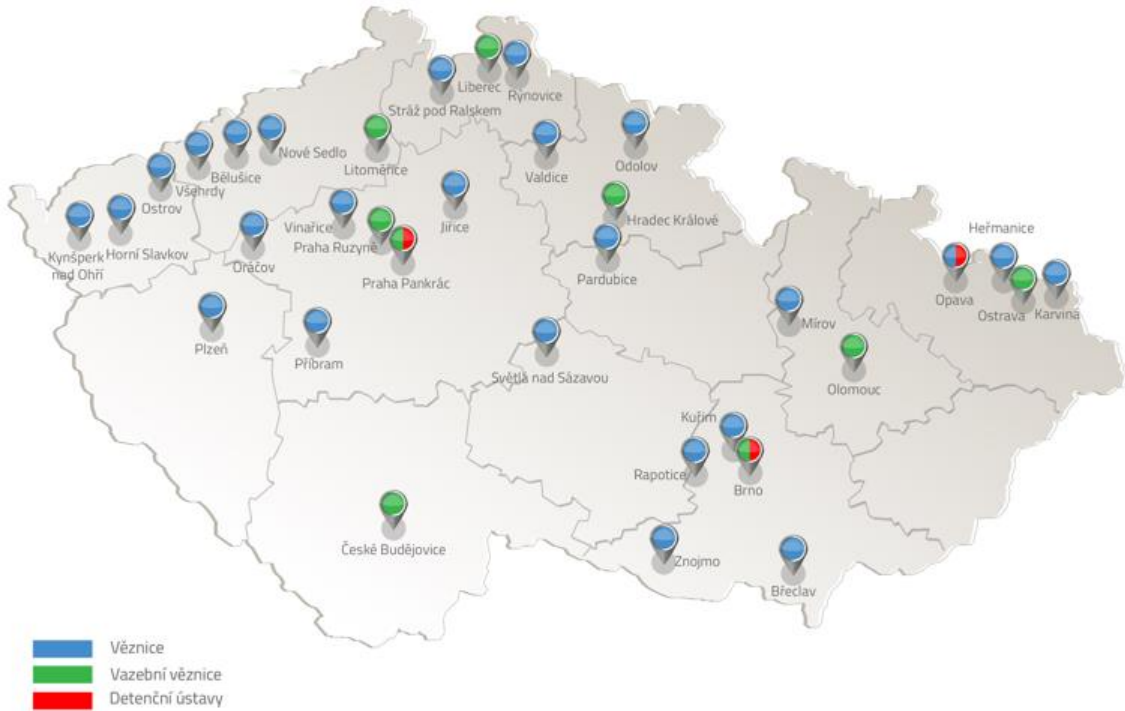 Liberec
Rýnovice
Stráž pod Ralskem
Nové Sedlo
Litoměřice
Bělušice
Všehrdy
Ostrov
Valdice
Odolov
Vinařice
Jiřice
Hradec Králové
Heřmanice
Praha Ruzyně
Kynšperk
nad Ohří
Horní Slavkov
Oráčov
Praha Pankrác
Pardubice
Opava
Ostrava
Karviná
Mírov
Plzeň
Příbram
Světlá nad Sázavou
Olomouc
Kuřim
Rapotice
Brno
České Budějovice
Znojmo
Břeclav
Věznice
Vazební věznice
Detenční ústavy